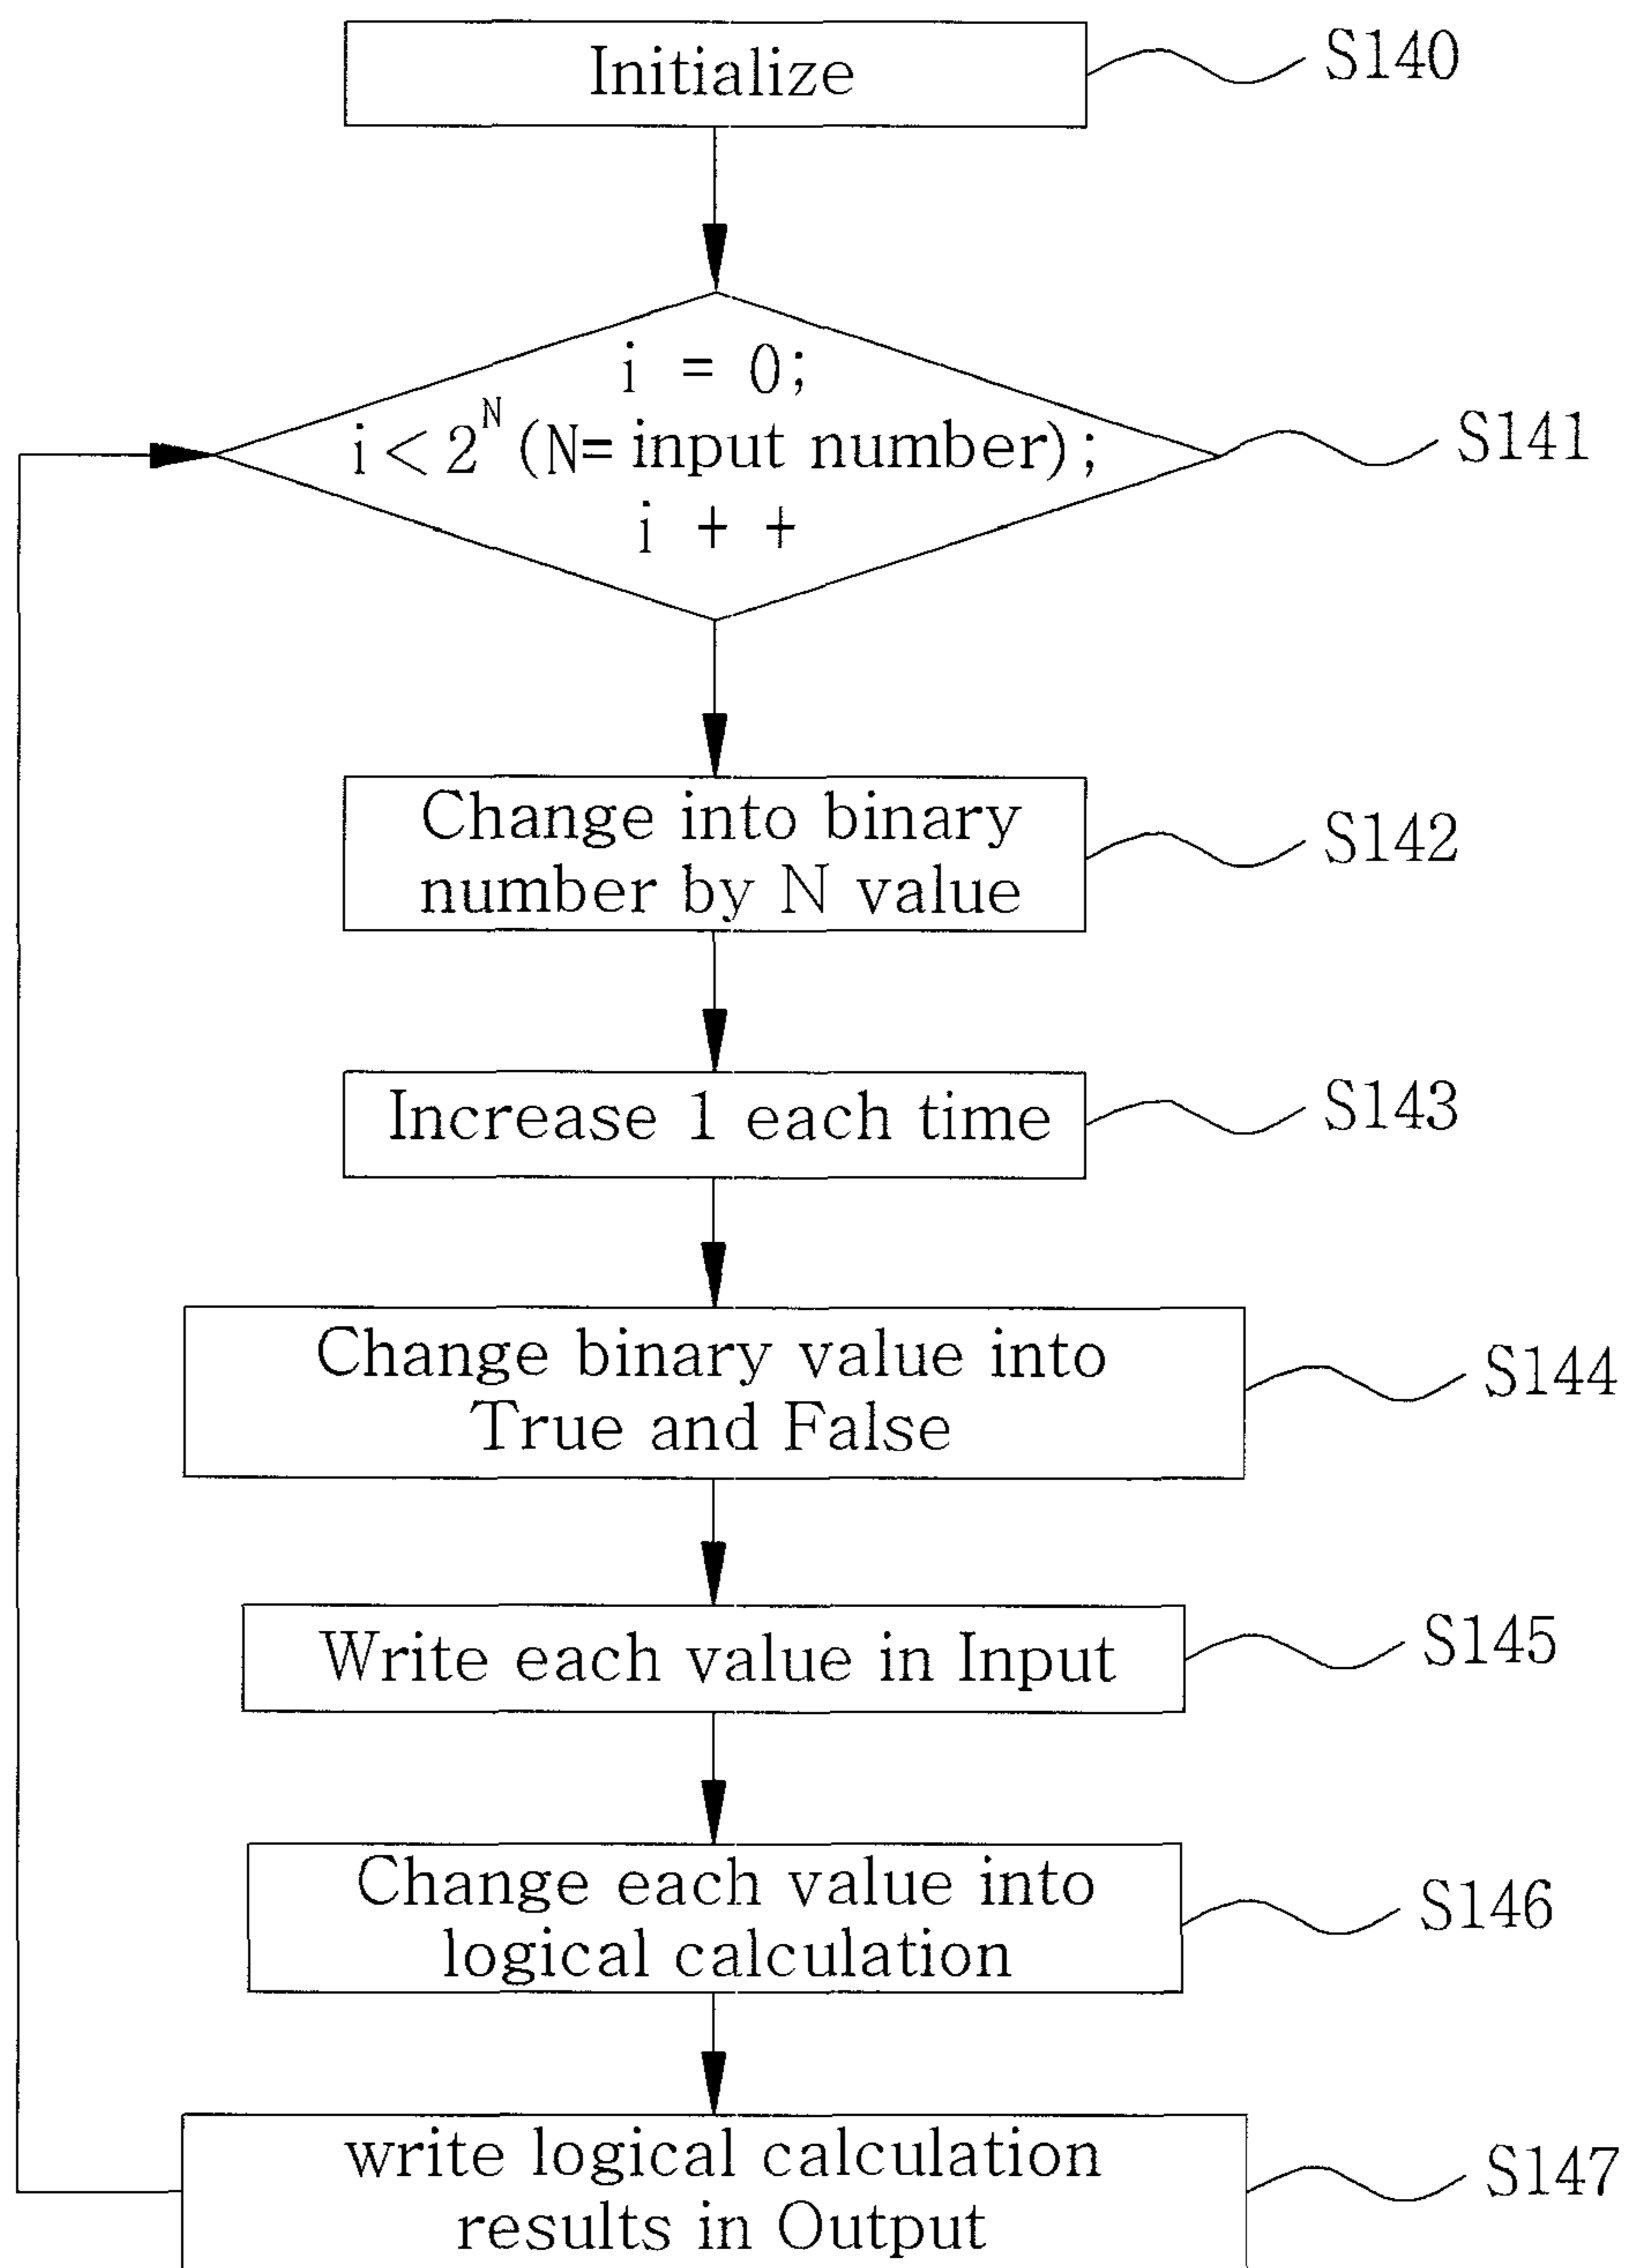 Initialize
S140
i = 0;
i < 2^N (N= input number);
i + +
S141
Change into binary
number by N value
S142
Increase 1 each time
S143
Change binary value into
True and False
S144
Write each value in Input
S145
Change each value into
logical calculation
S146
write logical calculation
results in Output
S147